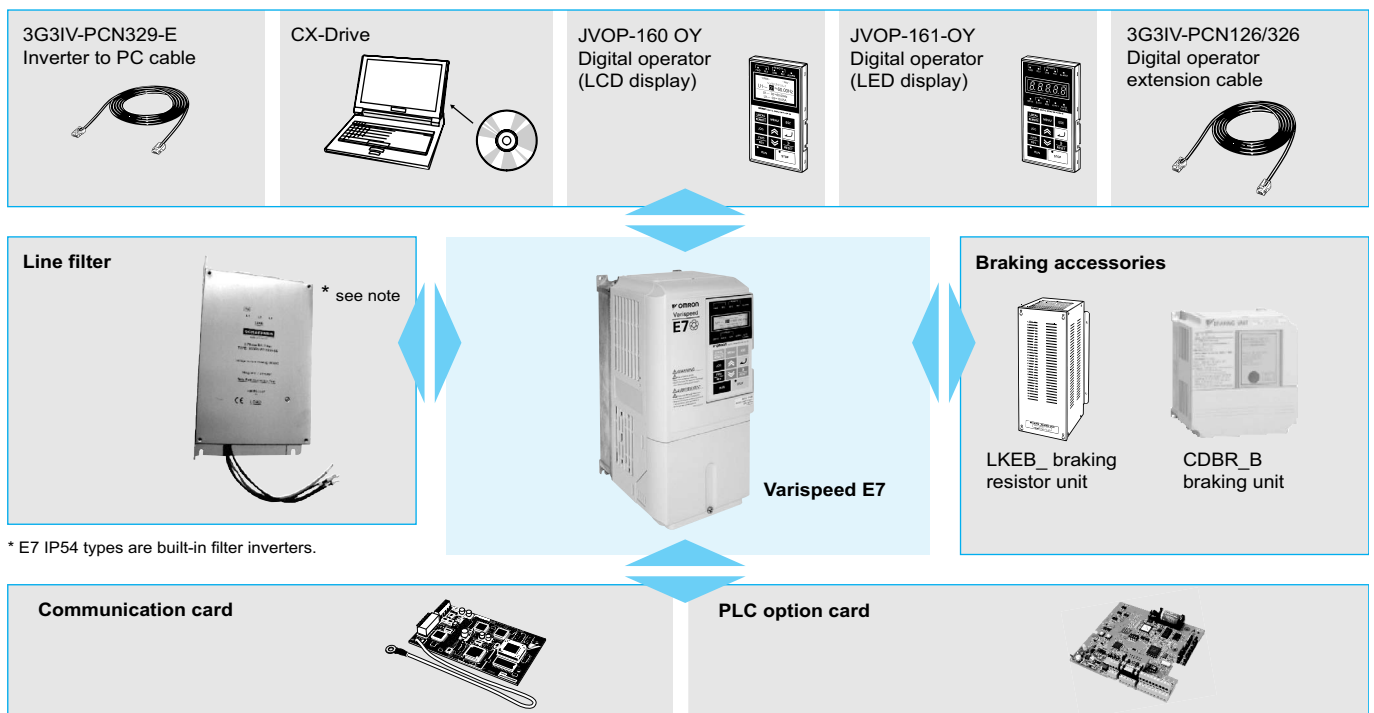 3G3IV-PCN329-E
Inverter to PC cable
CX-Drive
JVOP-160 OY
Digital operator
(LCD display)
JVOP-161-OY
Digital operator
(LED display)
3G3IV-PCN126/326
Digital operator
extension cable
Line filter
* see note
OMRON
Varispeed
E7
Varispeed E7
Braking accessories
LKEB_ braking
resistor unit
CDBR_B
braking unit
* E7 IP54 types are built-in filter inverters.
Communication card
PLC option card